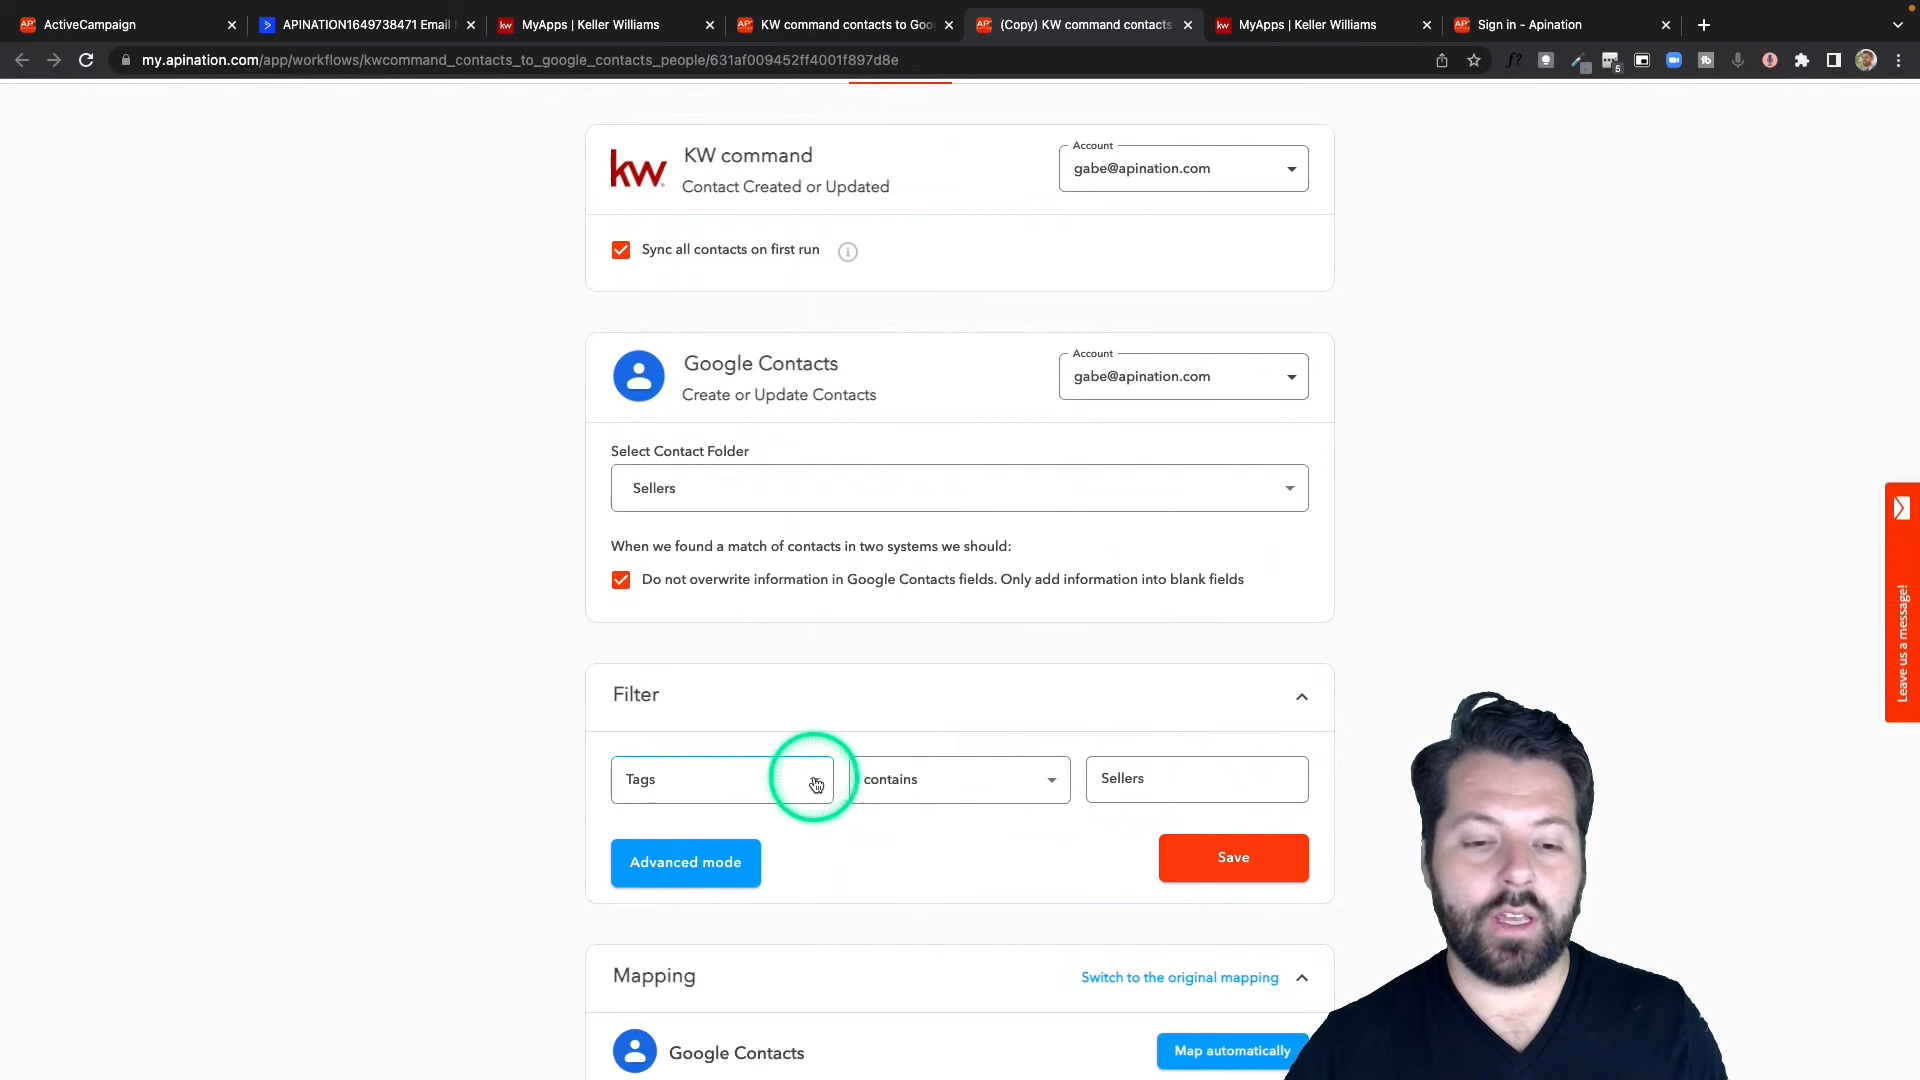 ActiveCampaign
APINATION1649738471 Email
MyApps | Keller Williams
KW command contacts to Goo
(Copy) KW command contacts
MyApps | Keller Williams
Sign in - Apination
my.apination.com/app/workflows/kwcommand_contacts_to_google_contacts_people/631af009452ff4001f897d8e
kw
KW command
Contact Created or Updated
Account
gabe@apination.com
Sync all contacts on first run
Google Contacts
Create or Update Contacts
Account
gabe@apination.com
Select Contact Folder
Sellers
When we found a match of contacts in two systems we should:
Do not overwrite information in Google Contacts fields. Only add information into blank fields
Filter
Tags
contains
Sellers
Advanced mode
Save
Mapping
Switch to the original mapping
Google Contacts
Map automatically
Leave us a message!